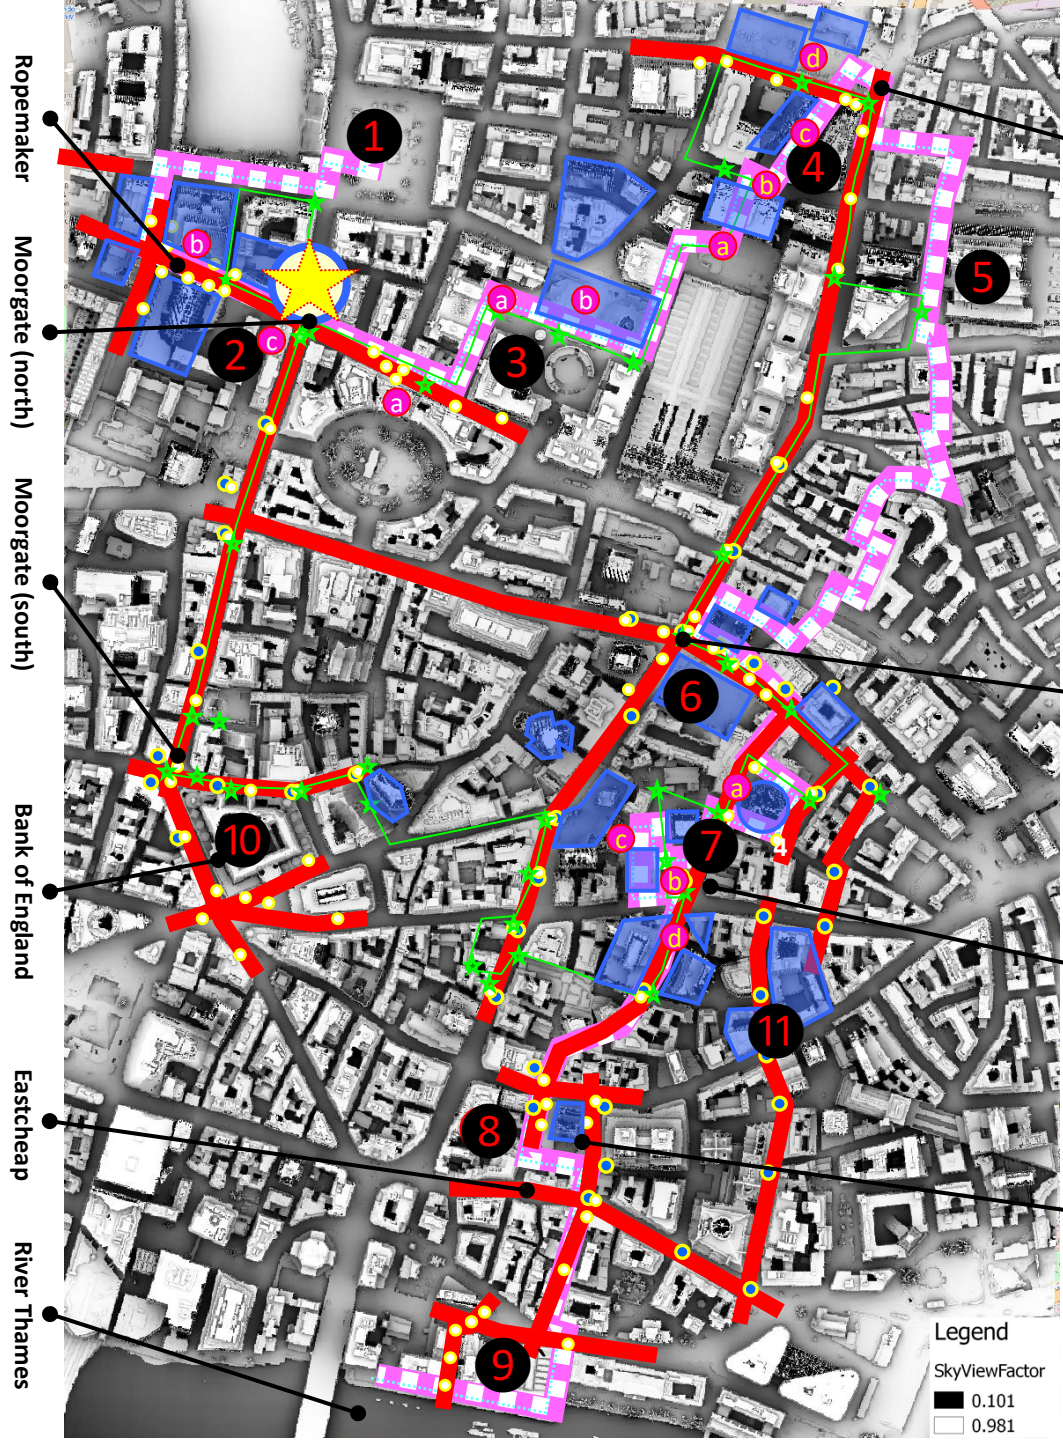 Ropemaker
Moorgate (north)
Moorgate (south)
Bank of England
Eastcheap
River Thames
1
2
3
4
5
6
7
8
9
10
11
d
c
b
a
b
c
a
a
b
a
c
b
d
4
Legend
SkyViewFactor
0.101
0.981